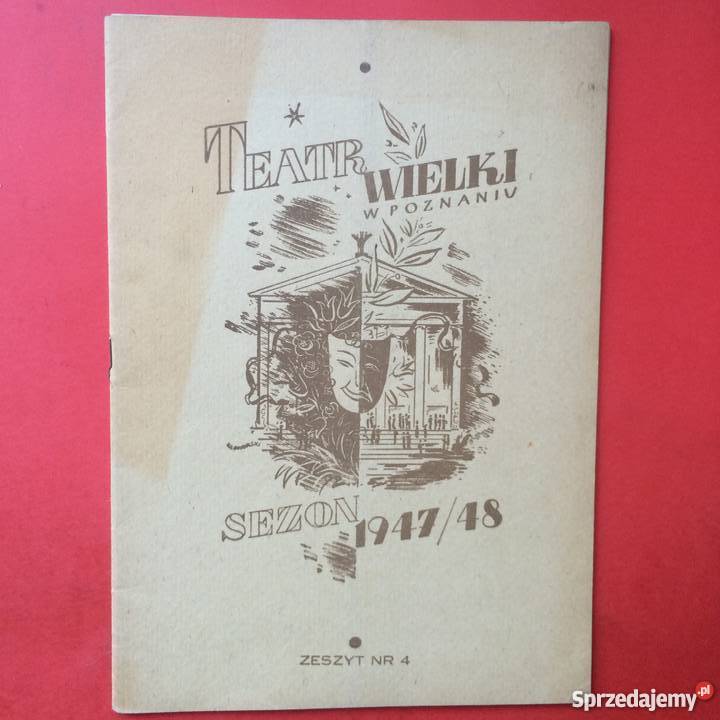 TEATR
WIELKI
W POZNANIU
SEZON
1947/48
ZESZYT NR 4
Sprzedajemy.pl